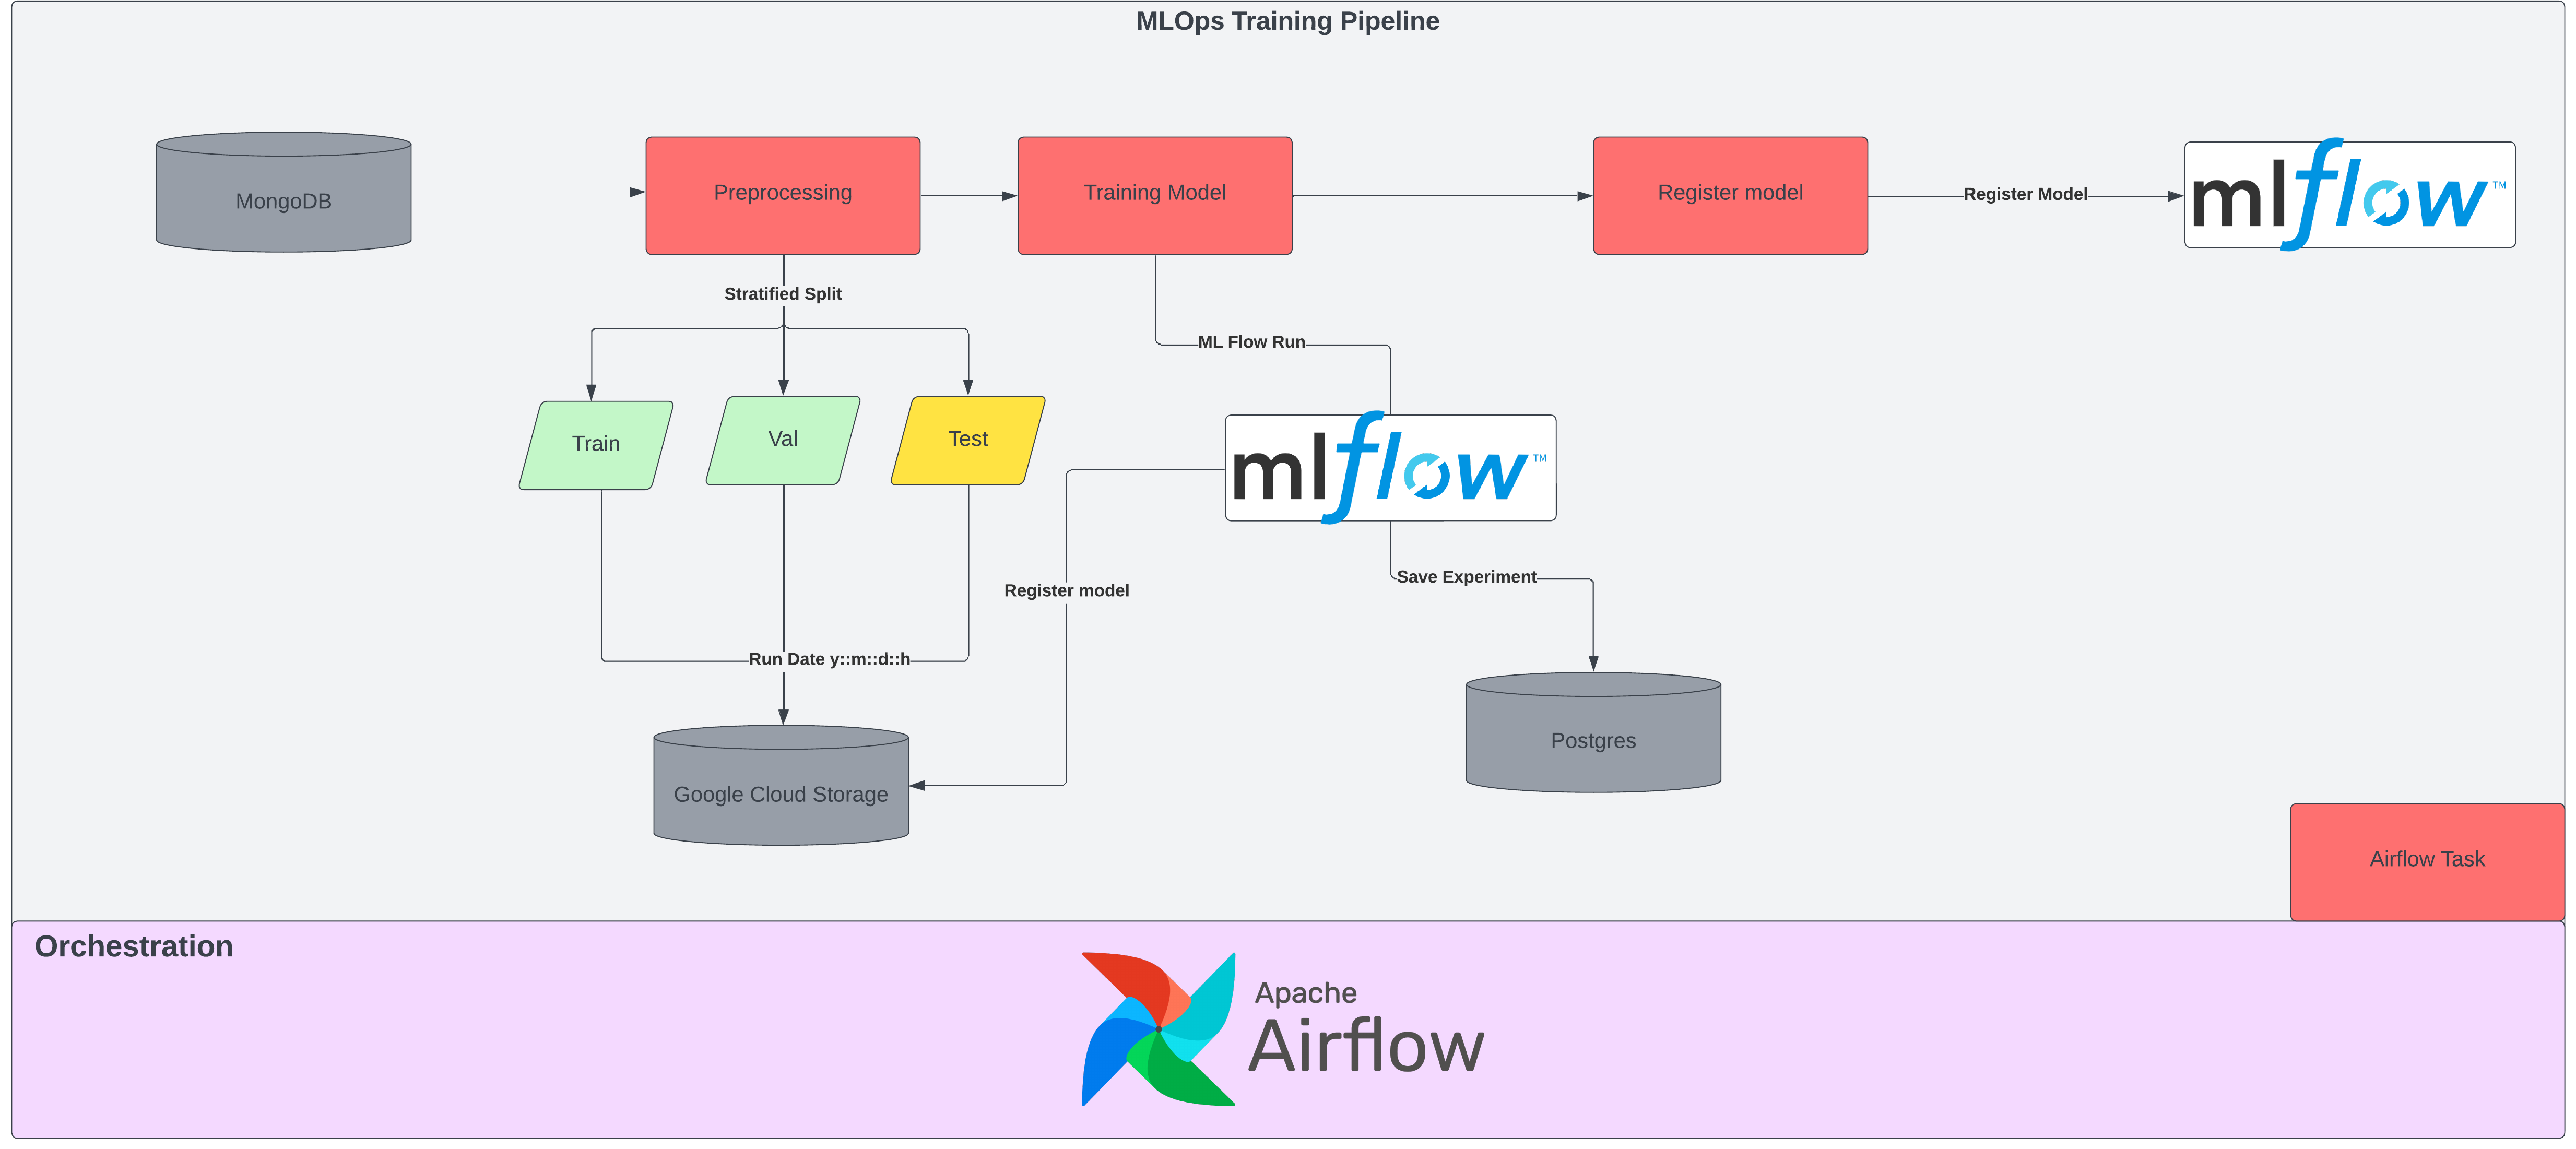 MLOps Training Pipeline
MongoDB
Preprocessing
Training Model
Register model
Register Model
mlflow™
Stratified Split
ML Flow Run
Train
Val
Test
mlflow™
Save Experiment
Register model
Run Date y::m::d::h
Postgres
Google Cloud Storage
Airflow Task
Orchestration
Apache
Airflow